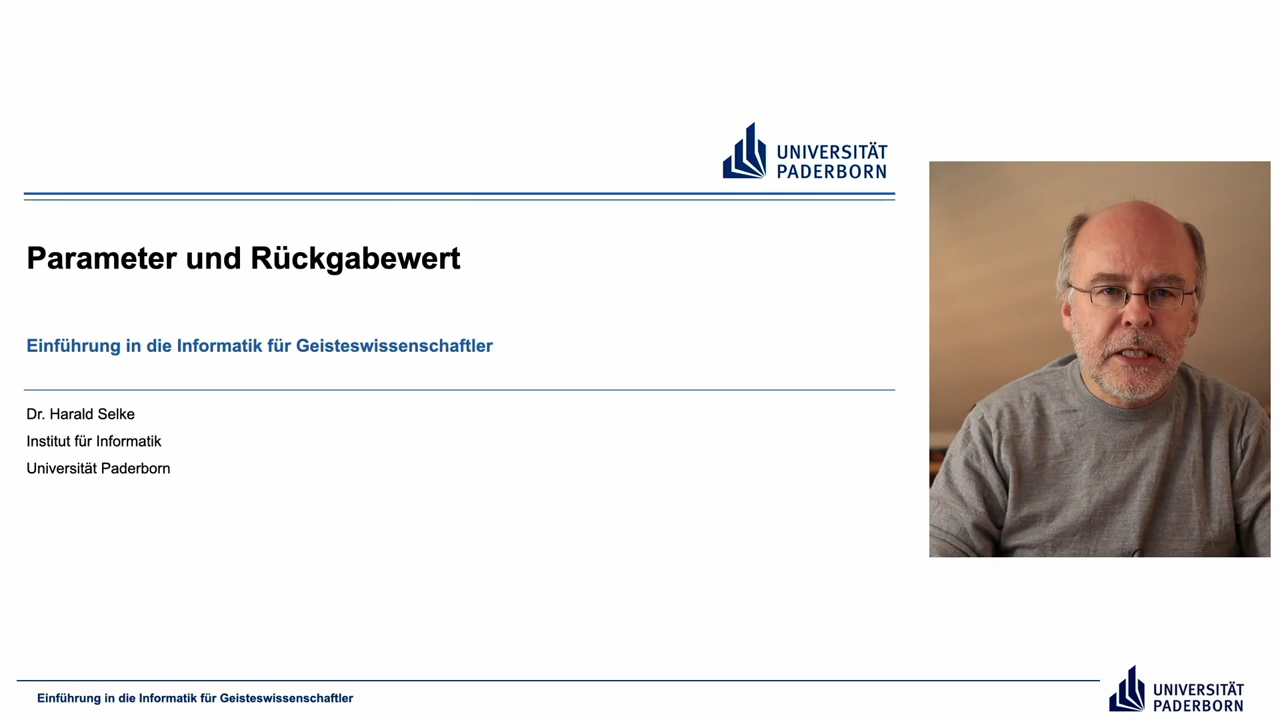 UNIVERSITÄT
PADERBORN
Parameter und Rückgabewert
Einführung in die Informatik für Geisteswissenschaftler
Dr. Harald Selke
Institut für Informatik
Universität Paderborn
Einführung in die Informatik für Geisteswissenschaftler
UNIVERSITÄT
PADERBORN